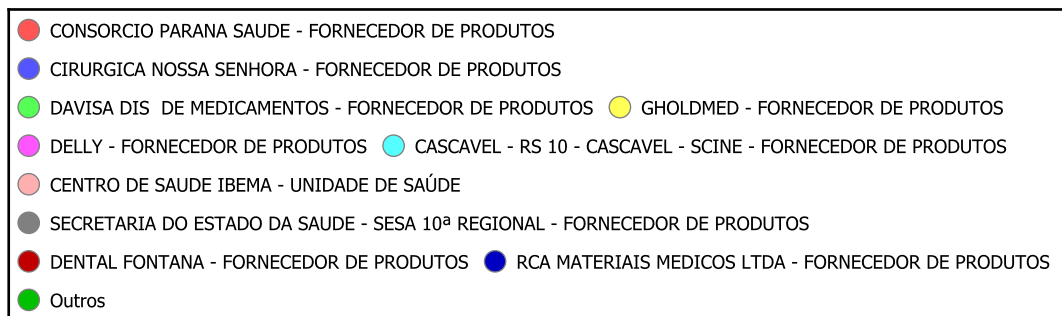 CONSORCIO PARANA SAUDE - FORNECEDOR DE PRODUTOS
CIRURGICA NOSSA SENHORA - FORNECEDOR DE PRODUTOS
DAVISA DIS  DE MEDICAMENTOS - FORNECEDOR DE PRODUTOS GHOLDMED - FORNECEDOR DE PRODUTOS
DELLY - FORNECEDOR DE PRODUTOS CASCAVEL - RS 10 - CASCAVEL - SCINE - FORNECEDOR DE PRODUTOS
CENTRO DE SAUDE IBEMA - UNIDADE DE SAÚDE
SECRETARIA DO ESTADO DA SAUDE - SESA 10ª REGIONAL - FORNECEDOR DE PRODUTOS
DENTAL FONTANA - FORNECEDOR DE PRODUTOS RCA MATERIAIS MEDICOS LTDA - FORNECEDOR DE PRODUTOS
Outros